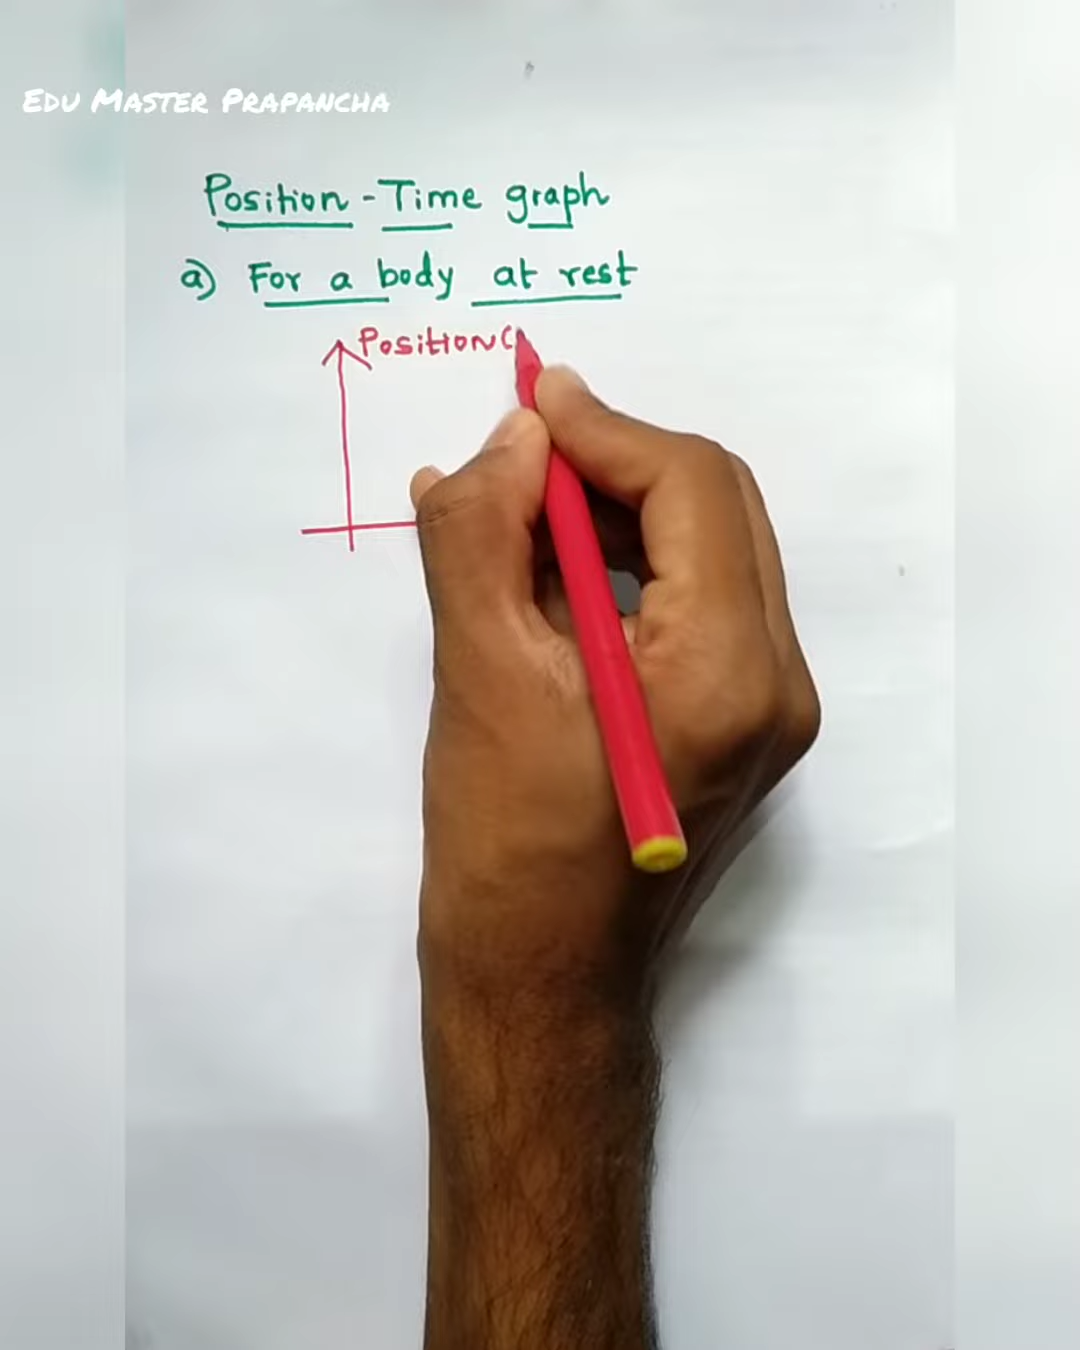 EDU MASTER PRAPANCHA
Position - Time graph
a) For a body at rest
Position (